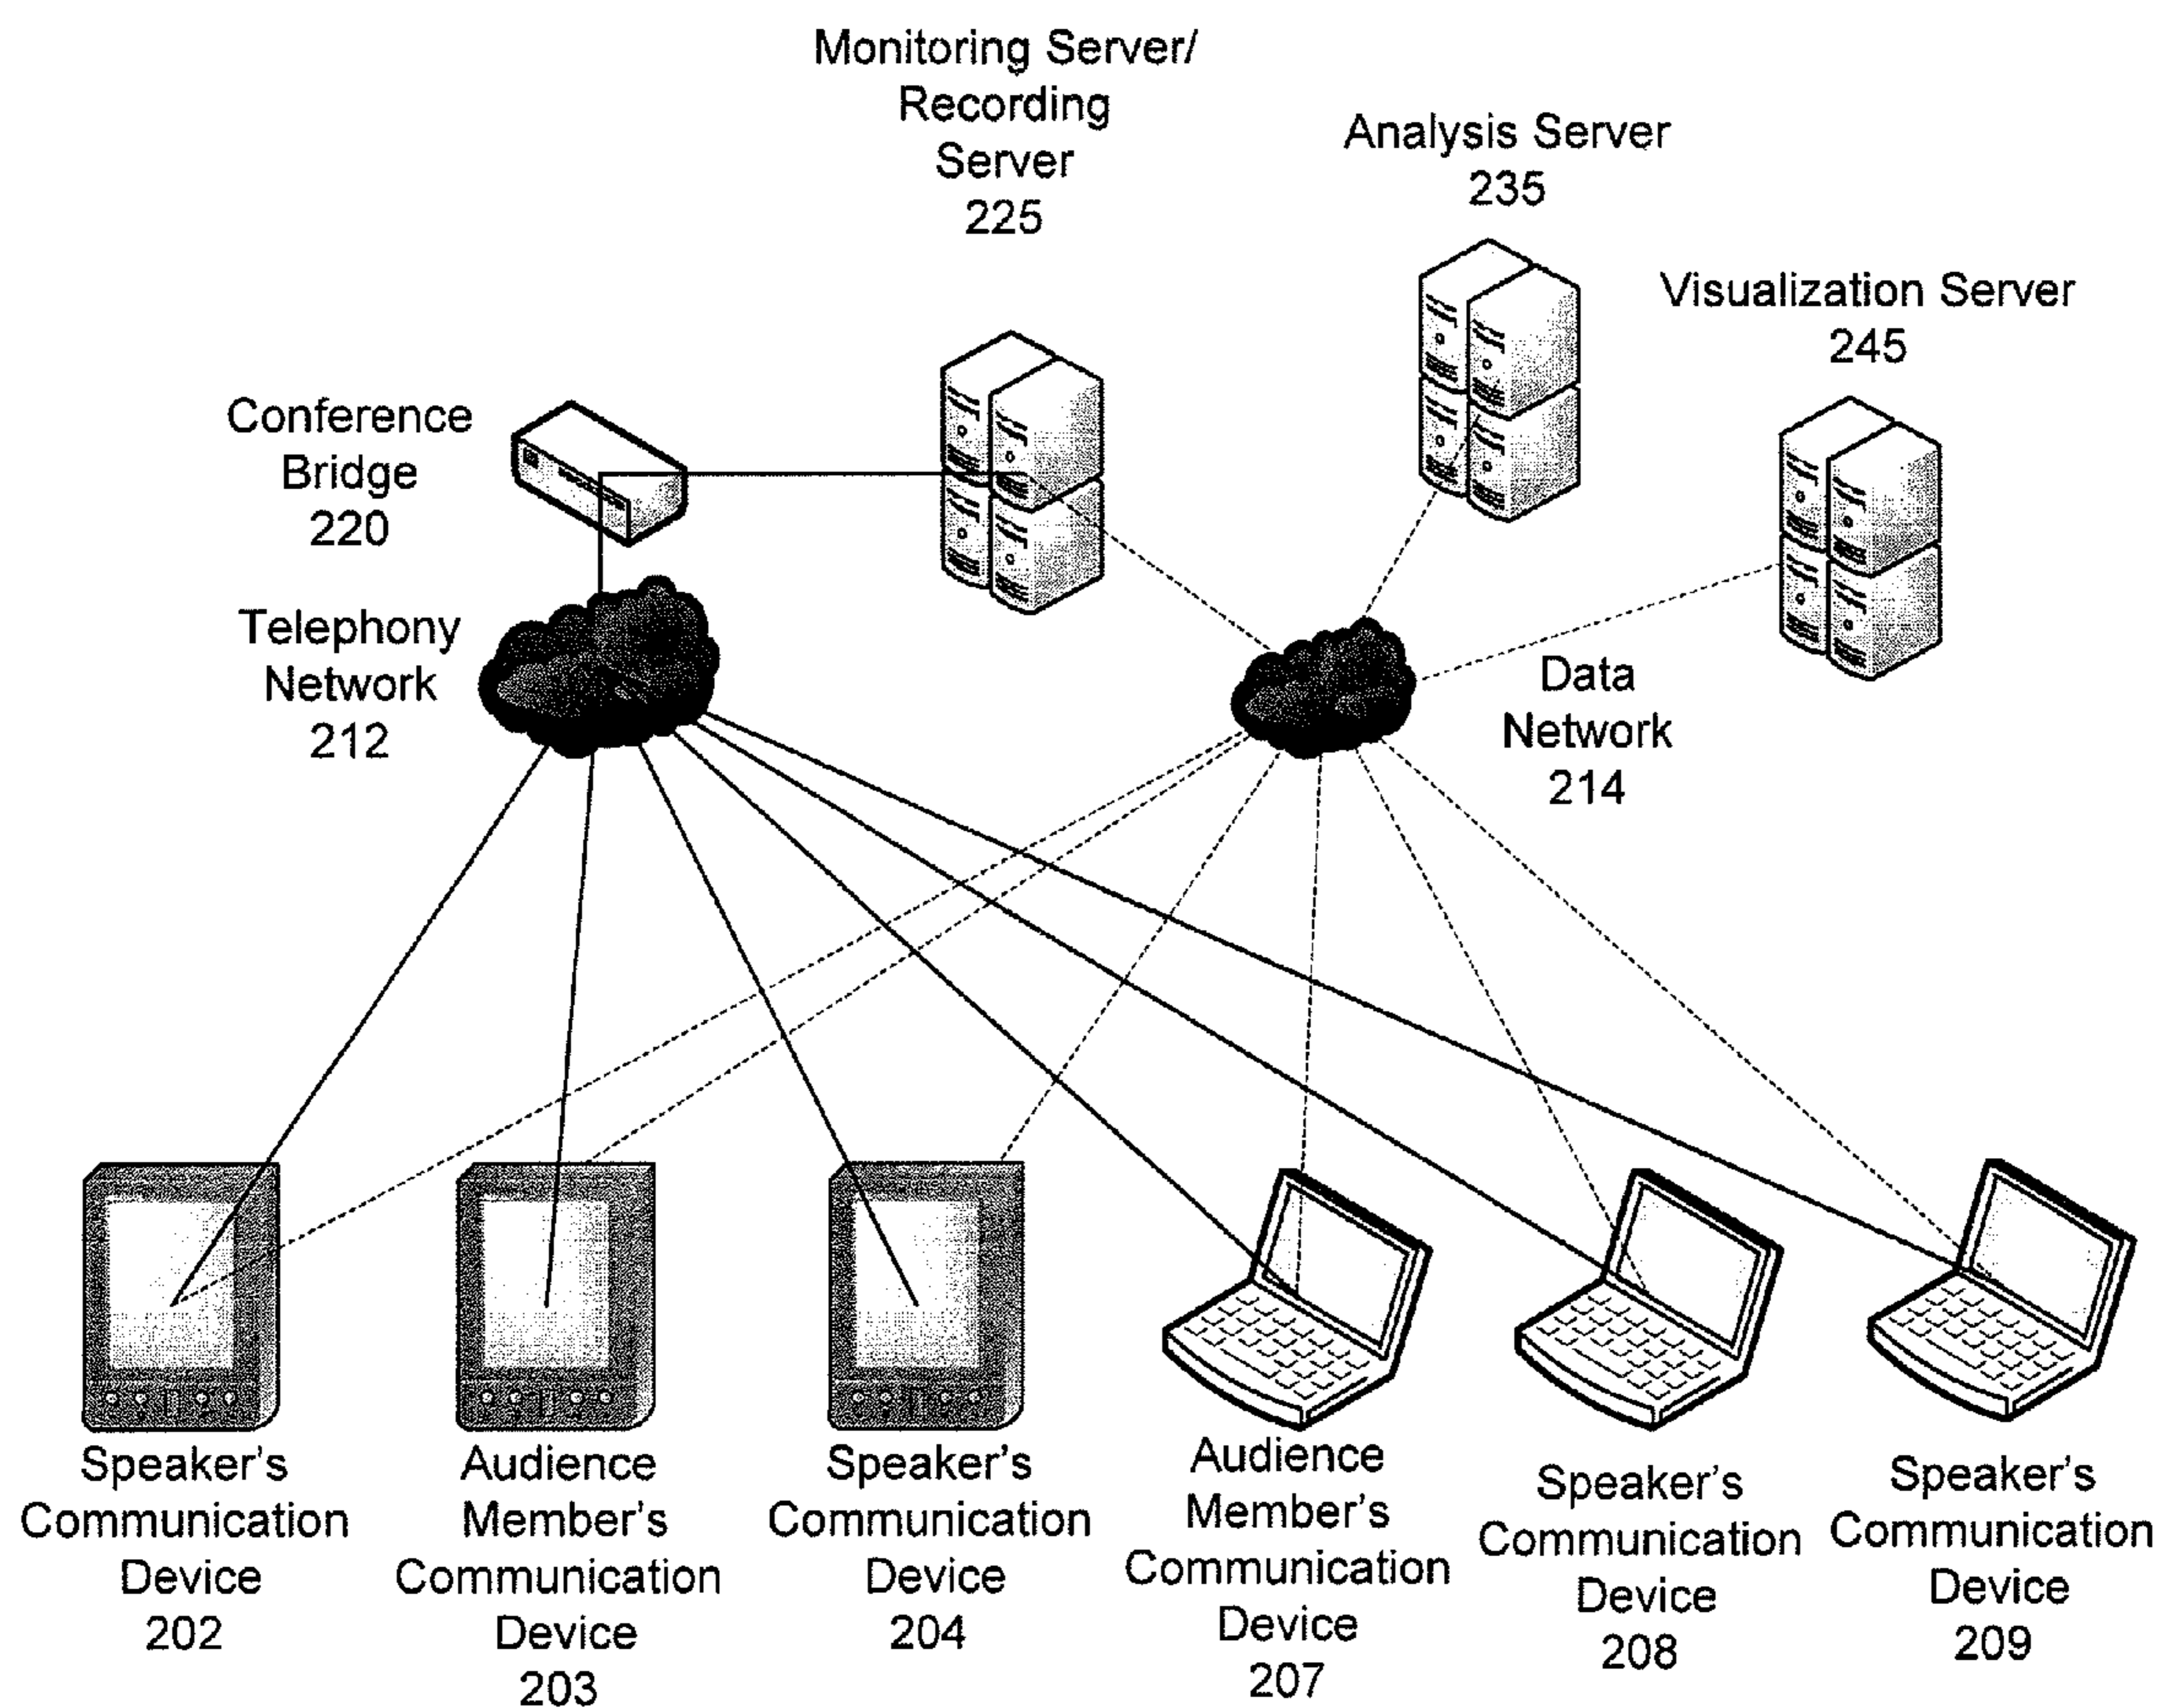 Monitoring Server/
Recording
Server
225
Analysis Server
235
Visualization Server
245
Conference
Bridge
220
Telephony
Network
212
Data
Network
214
Speaker's
Communication
Device
202
Audience
Member's
Communication
Device
203
Speaker's
Communication
Device
204
Audience
Member's
Communication
Device
207
Speaker's
Communication
Device
208
Speaker's
Communication
Device
209